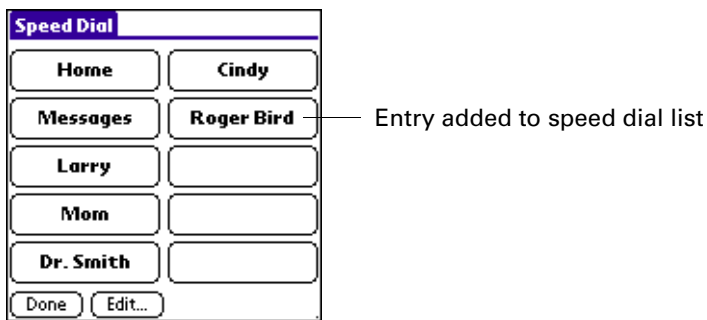 Speed Dial
Home Cindy
Messages Roger Bird Entry added to speed dial list
Larry
Mom
Dr. Smith
Done Edit...